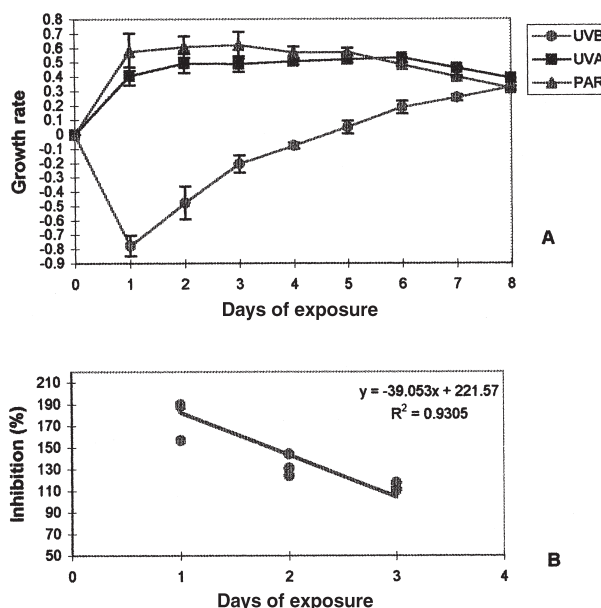 0.8
0.7
0.6
0.5
0.4
0.3
0.2
0.1
0
-0.1
-0.2
-0.3
-0.4
-0.5
-0.6
-0.7
-0.8
-0.9
Growth rate
0 1 2 3 4 5 6 7 8
Days of exposure
UVB
UVA
PAR
A
210
190
170
150
130
110
90
70
50
Inhibition (%)
y = -39.053x + 221.57
R² = 0.9305
0 1 2 3 4
Days of exposure
B